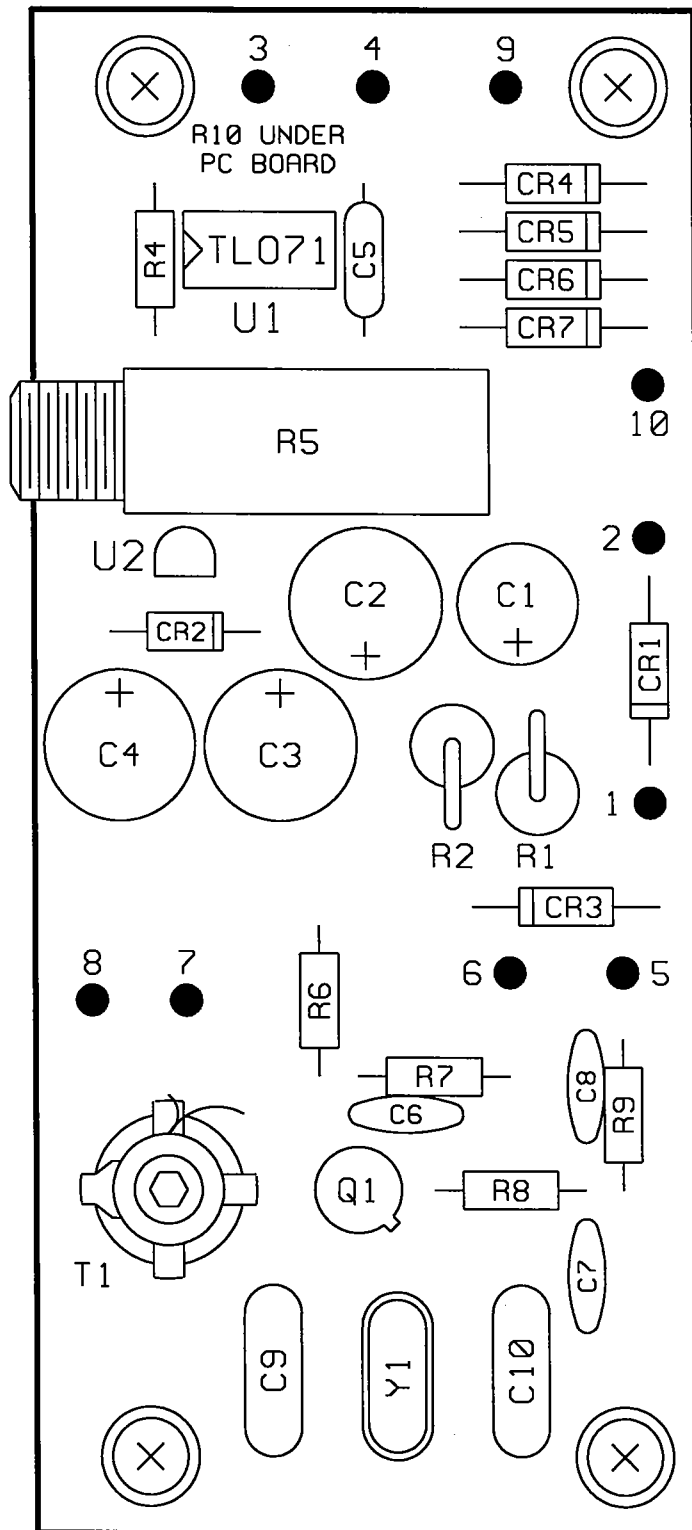 3 4 9
R10 UNDER
PC BOARD
CR4
R4 TL071 C5 CR5
CR6
U1 CR7
10
R5
2
U2
C2 C1
+ +
CR2 CR1
+ +
C4 C3
1
R2 R1
CR3
8 7 6 5
R6
R7 C8
C6 R9
Q1 R8
T1 C7
C9 Y1 C10